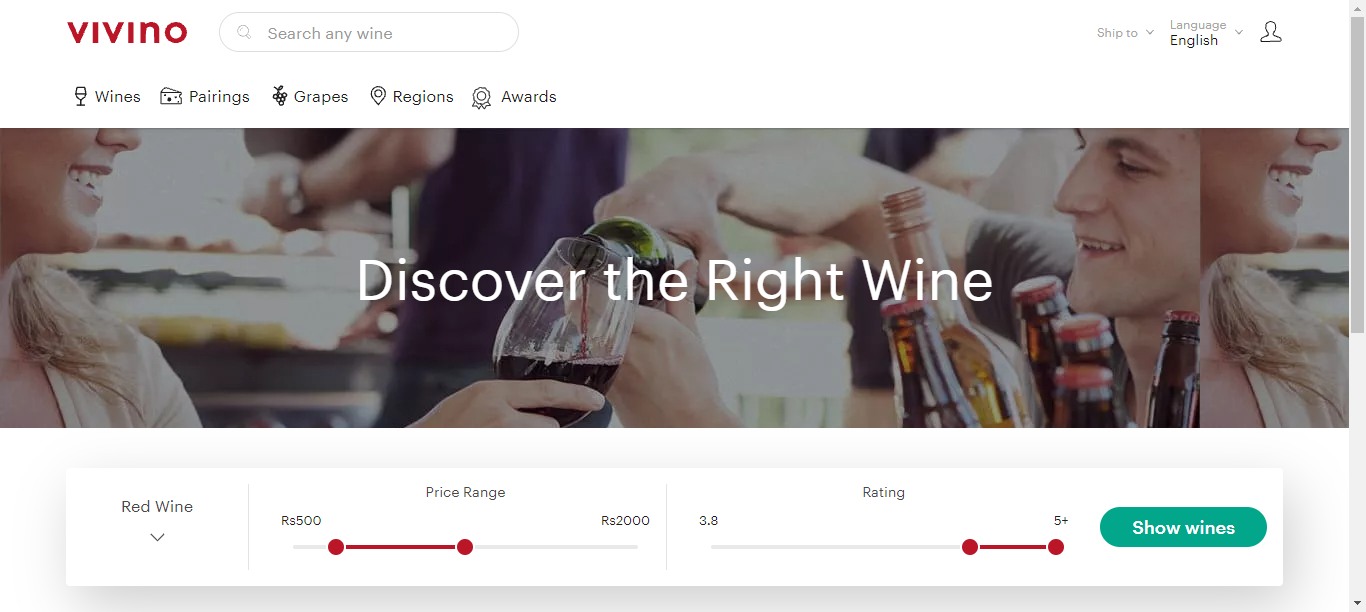 vivino
Search any wine
Ship to
Language
English
Wines
Pairings
Grapes
Regions
Awards
Discover the Right Wine
Red Wine
Price Range
Rs500
Rs2000
Rating
3.8
5+
Show wines